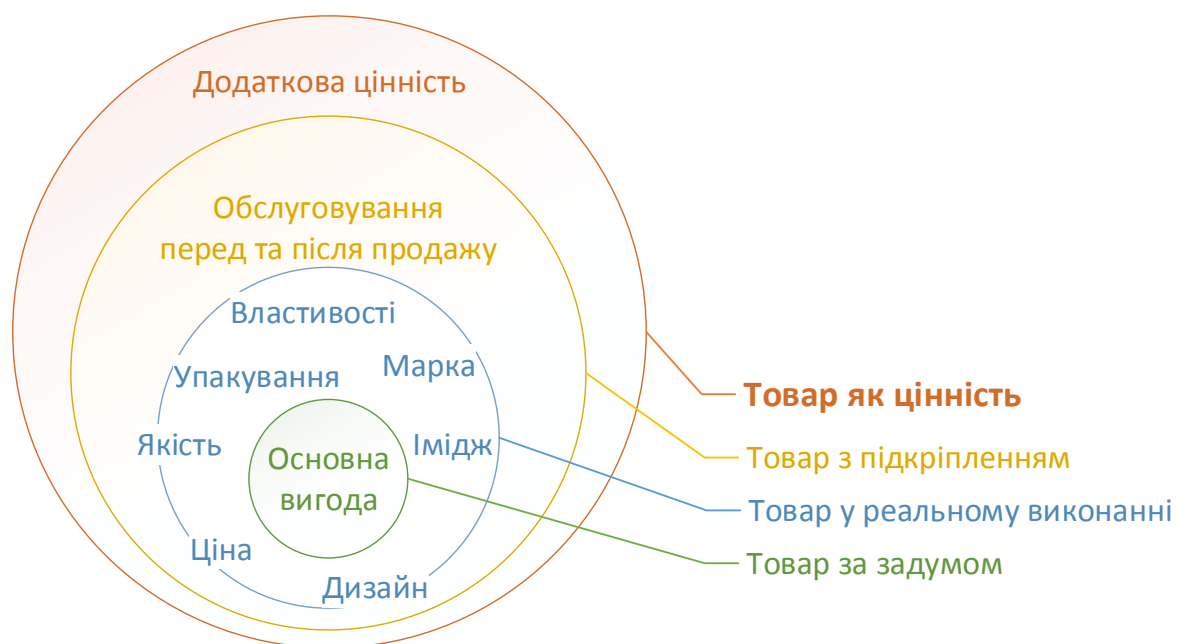 Додаткова цінність
Обслуговування
перед та після продажу
Властивості
Марка
Упакування
Якість
Імідж
Основна
вигода
Ціна
Дизайн
Товар як цінність
Товар з підкріпленням
Товар у реальному виконанні
Товар за задумом